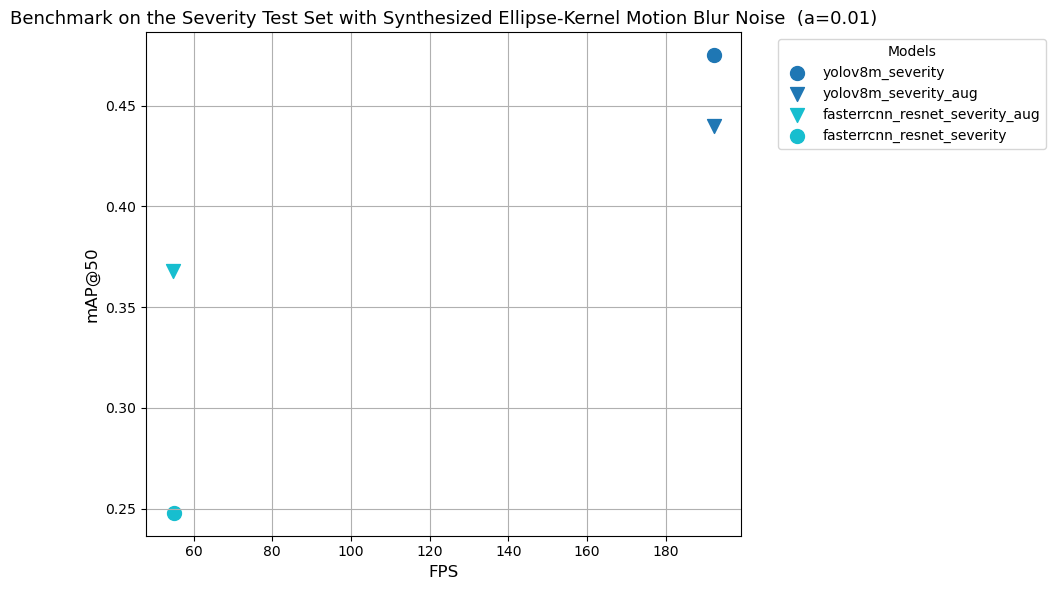 Benchmark on the Severity Test Set with Synthesized Ellipse-Kernel Motion Blur Noise  (a=0.01)
Models
yolov8m_severity
yolov8m_severity_aug
fasterrcnn_resnet_severity_aug
fasterrcnn_resnet_severity
mAP@50
0.45
0.40
0.35
0.30
0.25
60 80 100 120 140 160 180
FPS